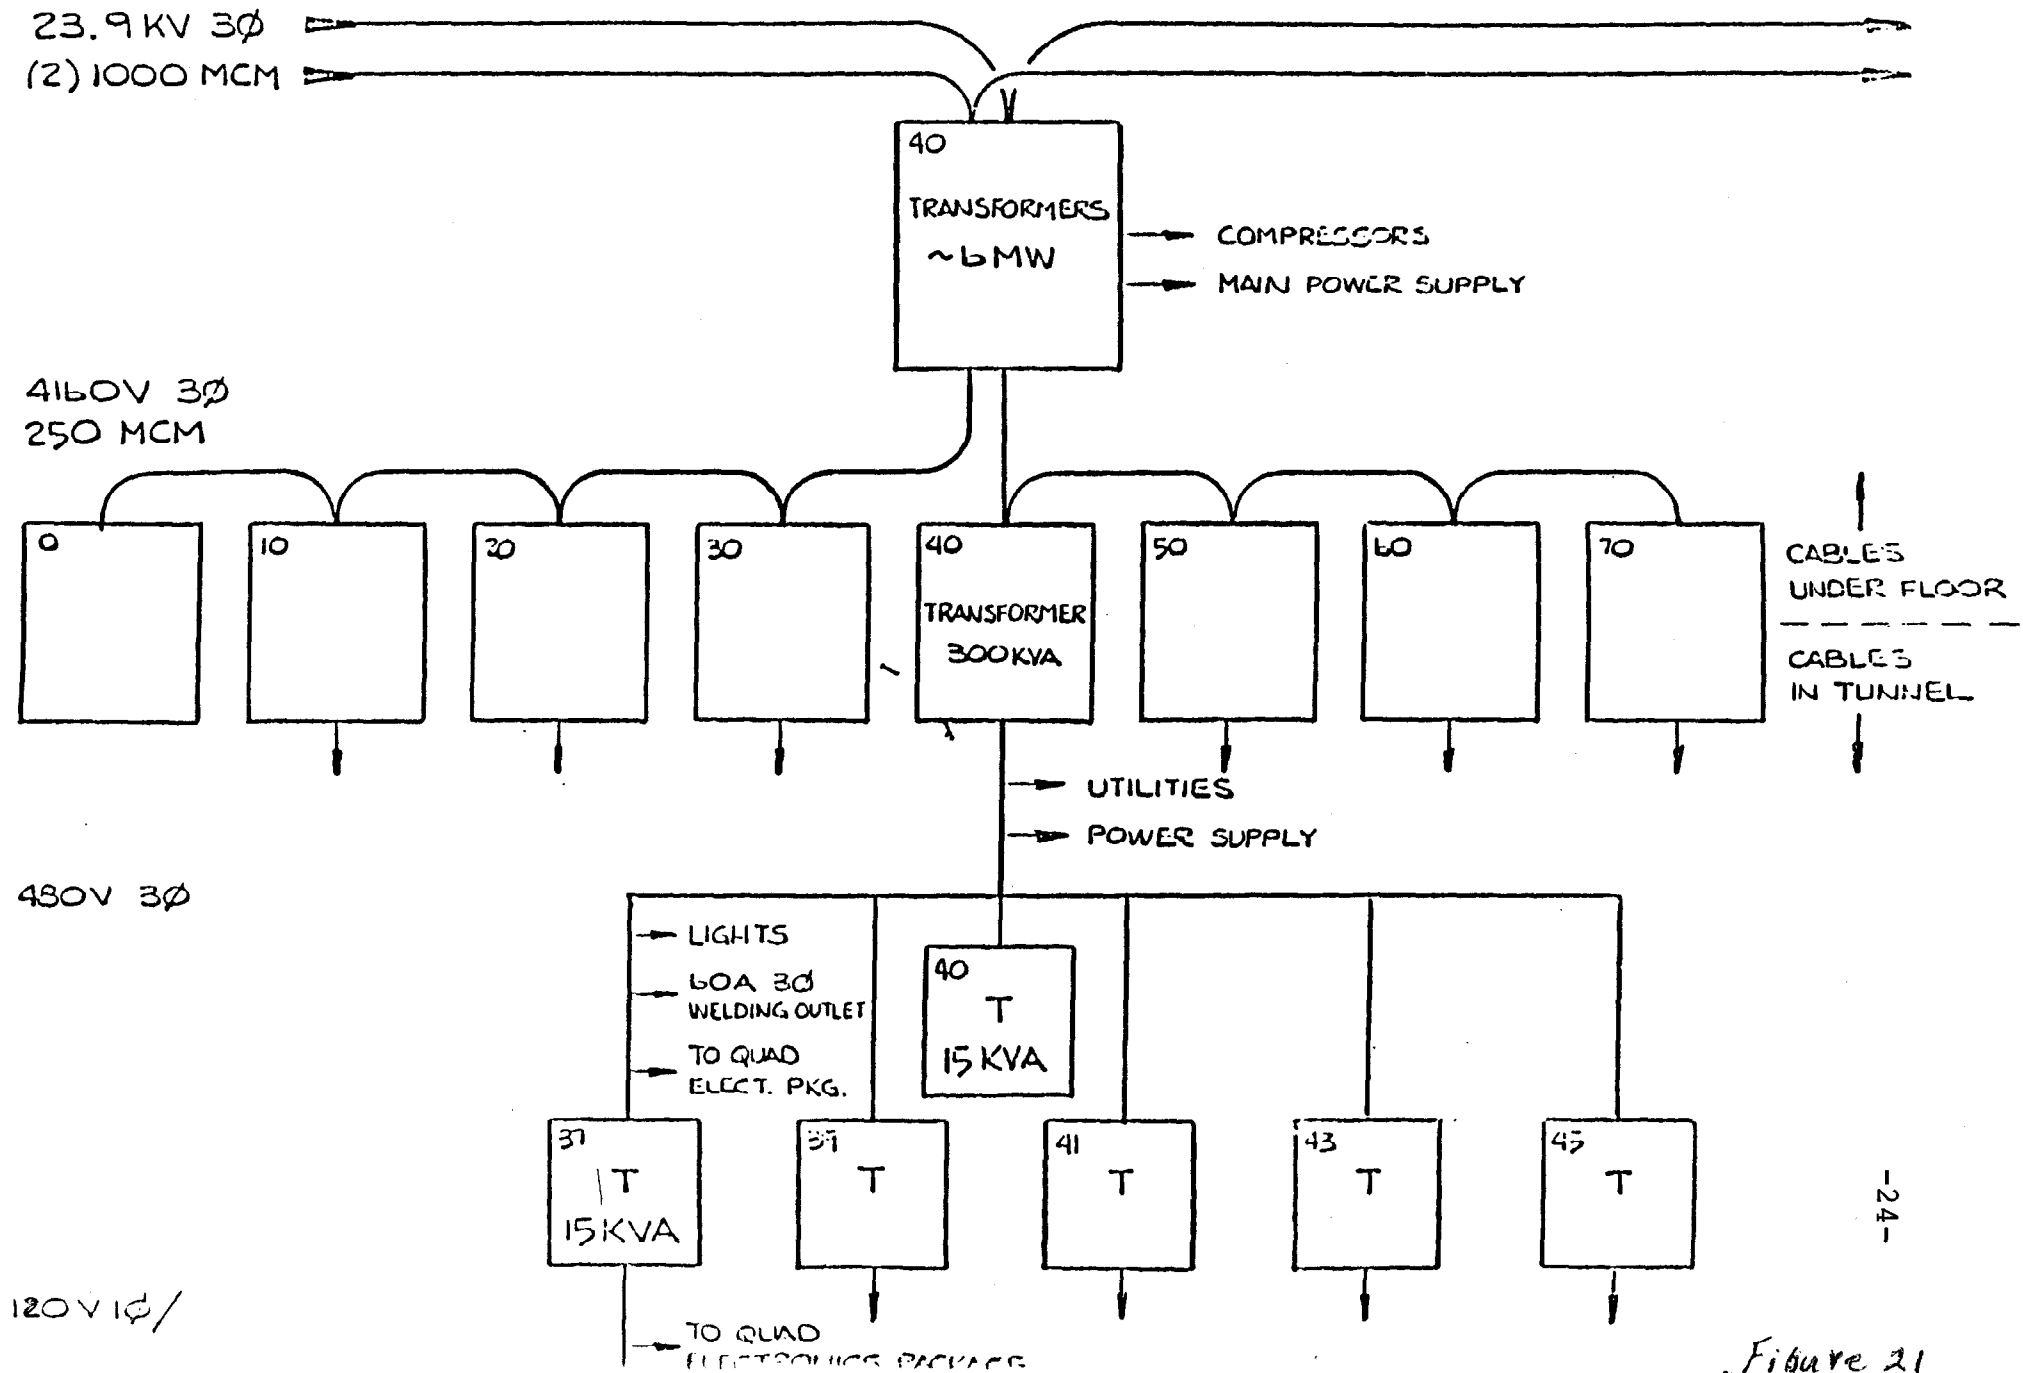 23.9KV 3Ø
(2) 1000 MCM
40
TRANSFORMERS
~6MW
COMPRESSORS
MAIN POWER SUPPLY
4160V 3Ø
250 MCM
0
10
20
30
40
TRANSFORMER
300KVA
50
60
70
CABLES
UNDER FLOOR
CABLES
IN TUNNEL
UTILITIES
POWER SUPPLY
480V 3Ø
LIGHTS
60A 3Ø
WELDING OUTLET
TO QUAD
ELECT. PKG.
40
T
15 KVA
37
T
15KVA
39
T
41
T
43
T
45
T
-24-
120V 1Ø/
TO QUAD
ELECTRONICS PACKAGE
Figure 21